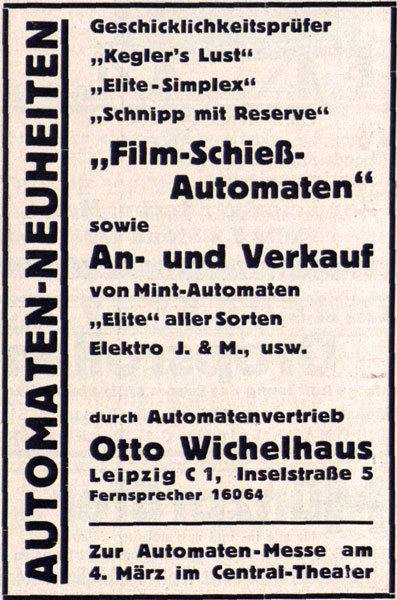 AUTOMATEN-NEUHEITEN
Geschicklichkeitsprüfer
„Kegler's Lust“
„Elite-Simplex“
„Schnipp mit Reserve“
„Film-Schieß-
Automaten“
sowie
An- und Verkauf
von Mint-Automaten
„Elite“ aller Sorten
Elektro J. & M., usw.
durch Automatenvertrieb
Otto Wichelhaus
Leipzig C 1, Inselstraße 5
Fernsprecher 16064
Zur Automaten-Messe am
4. März im Central-Theater